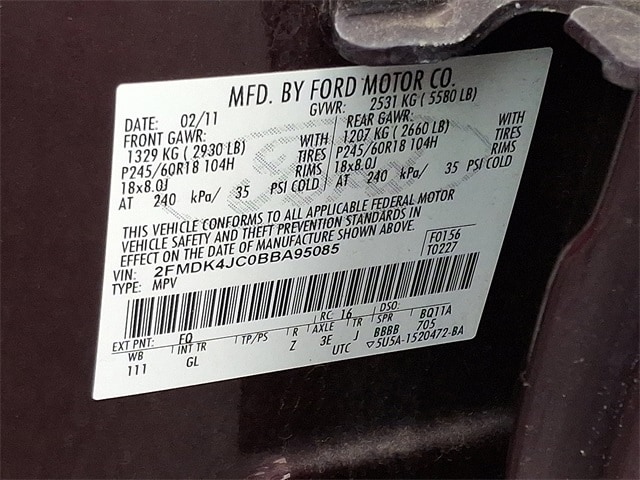 MFD. BY FORD MOTOR CO.
DATE: 02/11 GVWR: 2531 KG ( 5580 LB)
FRONT GAWR: REAR GAWR:
1329 KG ( 2930 LB) WITH 1207 KG ( 2660 LB) WITH
P245/60R18 104H TIRES P245/60R18 104H TIRES
18x8.0J RIMS 18x8.0J RIMS
AT 240 kPa/ 35 PSI COLD AT 240 kPa/ 35 PSI COLD
THIS VEHICLE CONFORMS TO ALL APPLICABLE FEDERAL MOTOR
VEHICLE SAFETY AND THEFT PREVENTION STANDARDS IN
EFFECT ON THE DATE OF MANUFACTURE SHOWN ABOVE.
VIN: 2FMDK4JC0BBA95085 F0156
TYPE: MPV T0227
EXT PNT: FQ RC 16 DSO:
WB INT TR TP/PS R AXLE TR SPR BQ11A
111 GL Z 3E J BBBB 705
UTC ▽5U5A-1520472-BA